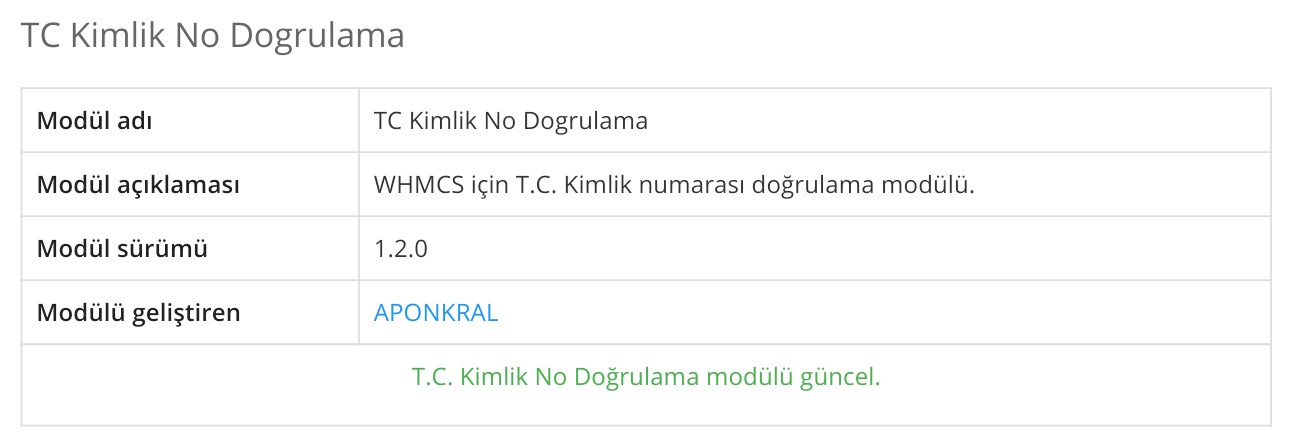 TC Kimlik No Dogrulama
Modül adı TC Kimlik No Dogrulama
Modül açıklaması WHMCS için T.C. Kimlik numarası doğrulama modülü.
Modül sürümü 1.2.0
Modülü geliştiren APONKRAL
T.C. Kimlik No Doğrulama modülü güncel.